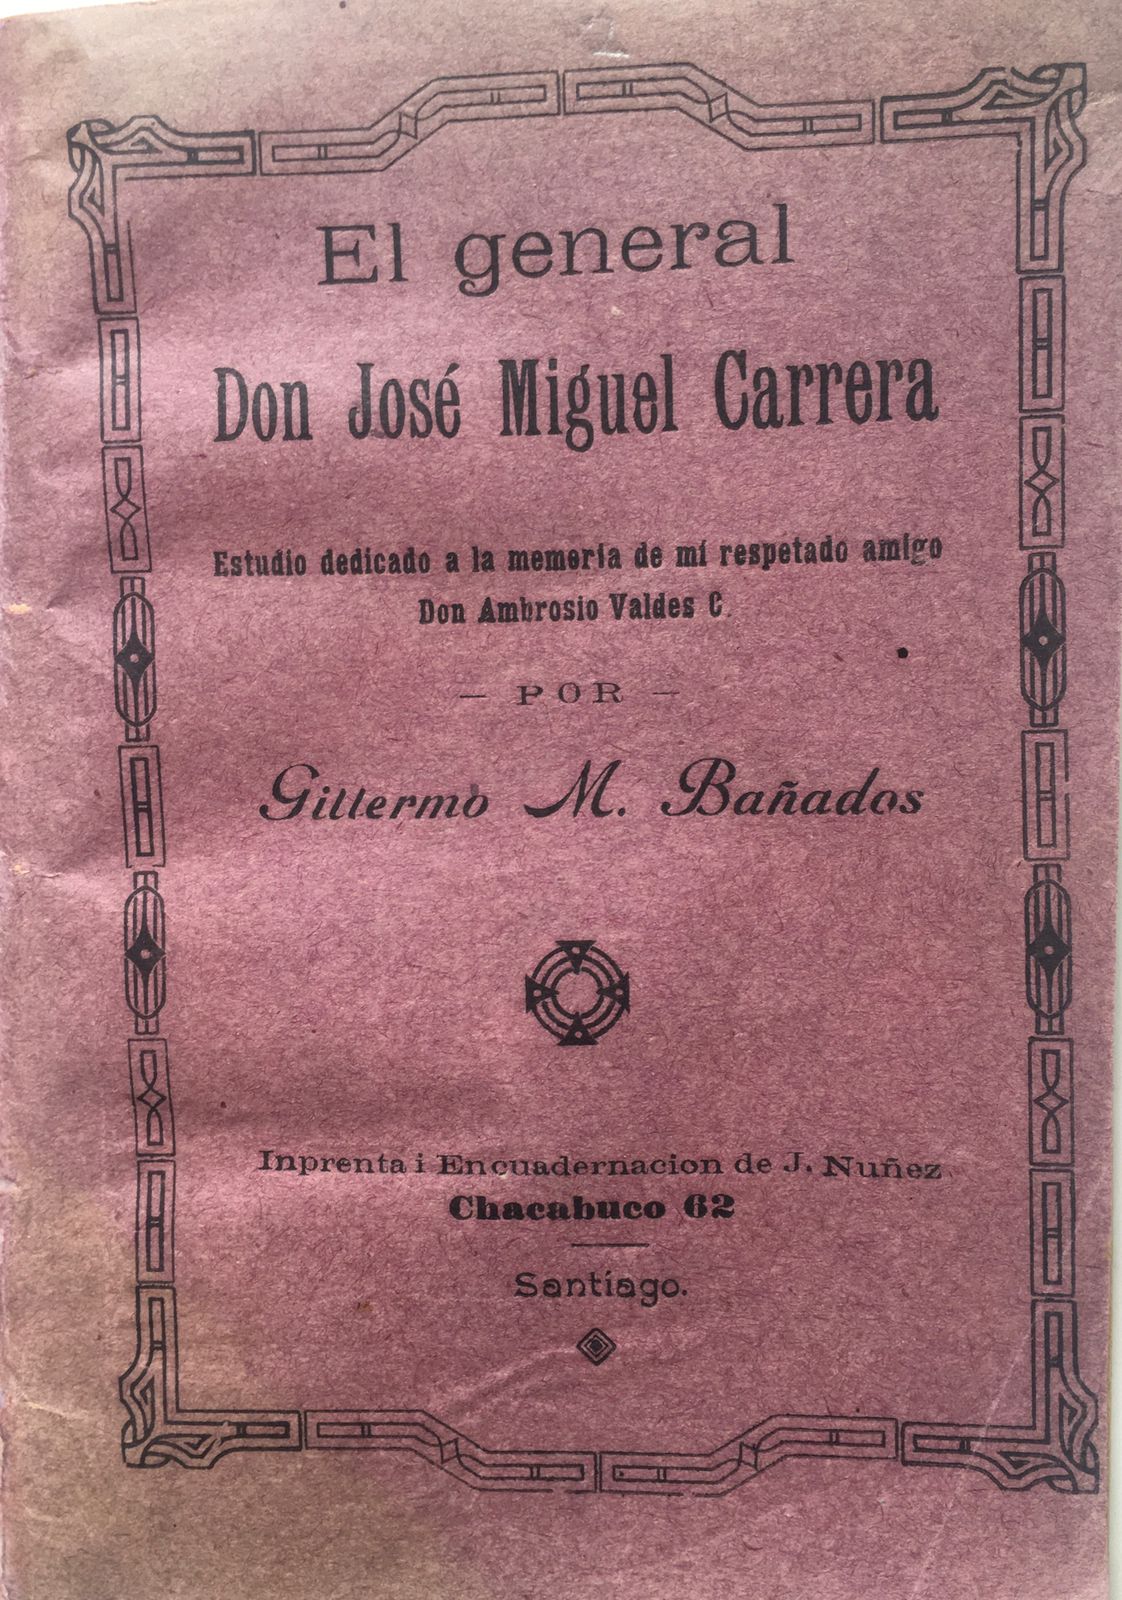 El general
Don José Miguel Carrera
Estudio dedicado a la memoria de mi respetado amigo
Don Ambrosio Valdes C.
– POR –
Gillermo M. Bañados
Inprenta i Encuadernacion de J. Nuñez
Chacabuco 62
Santiago.